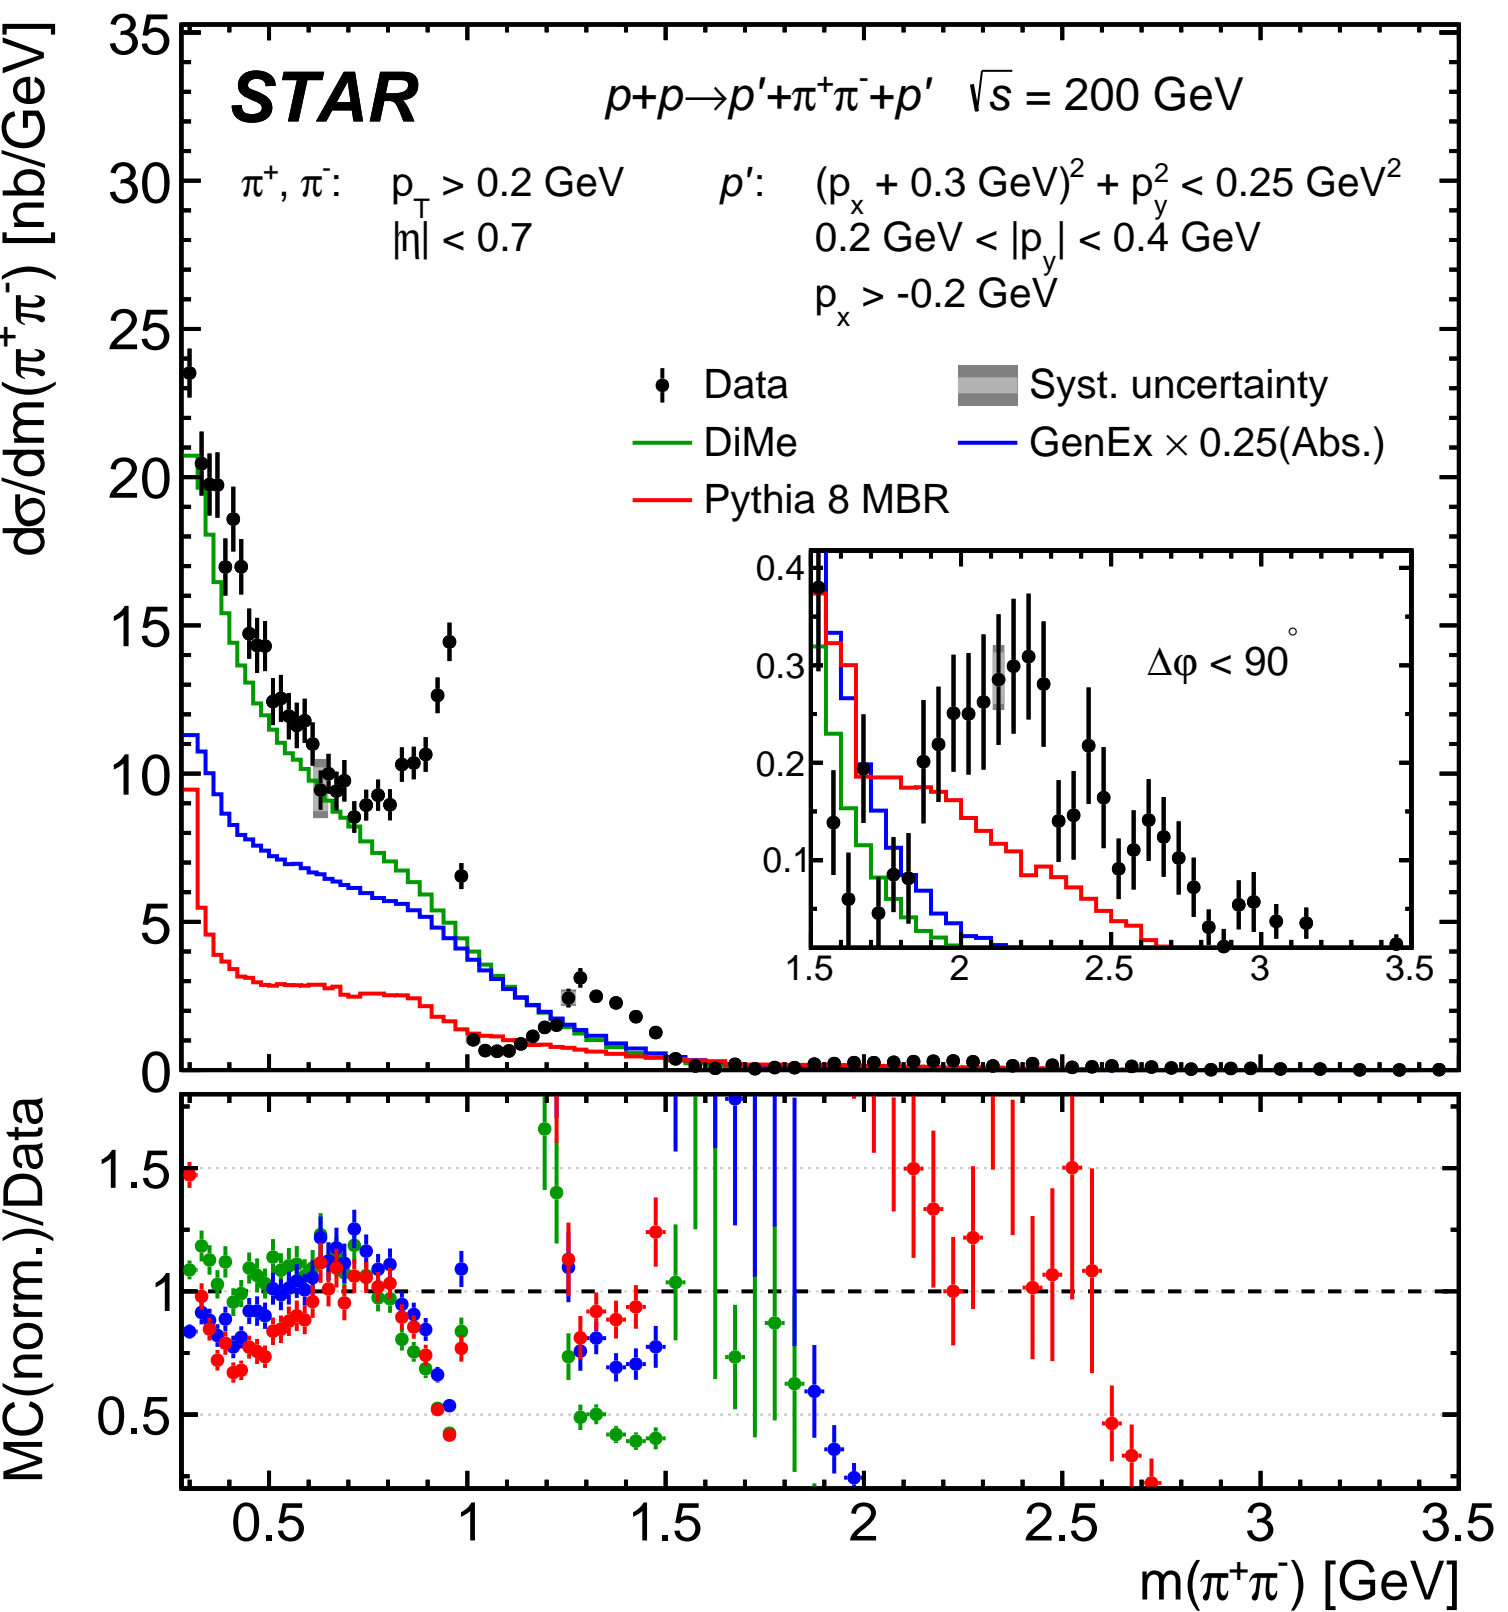 STAR p+p→p′+π⁺π⁻+p′ √s = 200 GeV
π⁺, π⁻: p_T > 0.2 GeV p′: (p_x + 0.3 GeV)² + p_y² < 0.25 GeV²
|η| < 0.7 0.2 GeV < |p_y| < 0.4 GeV
p_x > -0.2 GeV
Data Syst. uncertainty
DiMe GenEx × 0.25(Abs.)
Pythia 8 MBR
dσ/dm(π⁺π⁻) [nb/GeV]
35
30
25
20
15
10
5
0
Δφ < 90°
0.4
0.3
0.2
0.1
1.5 2 2.5 3 3.5
MC(norm.)/Data
1.5
1
0.5
0.5 1 1.5 2 2.5 3 3.5
m(π⁺π⁻) [GeV]